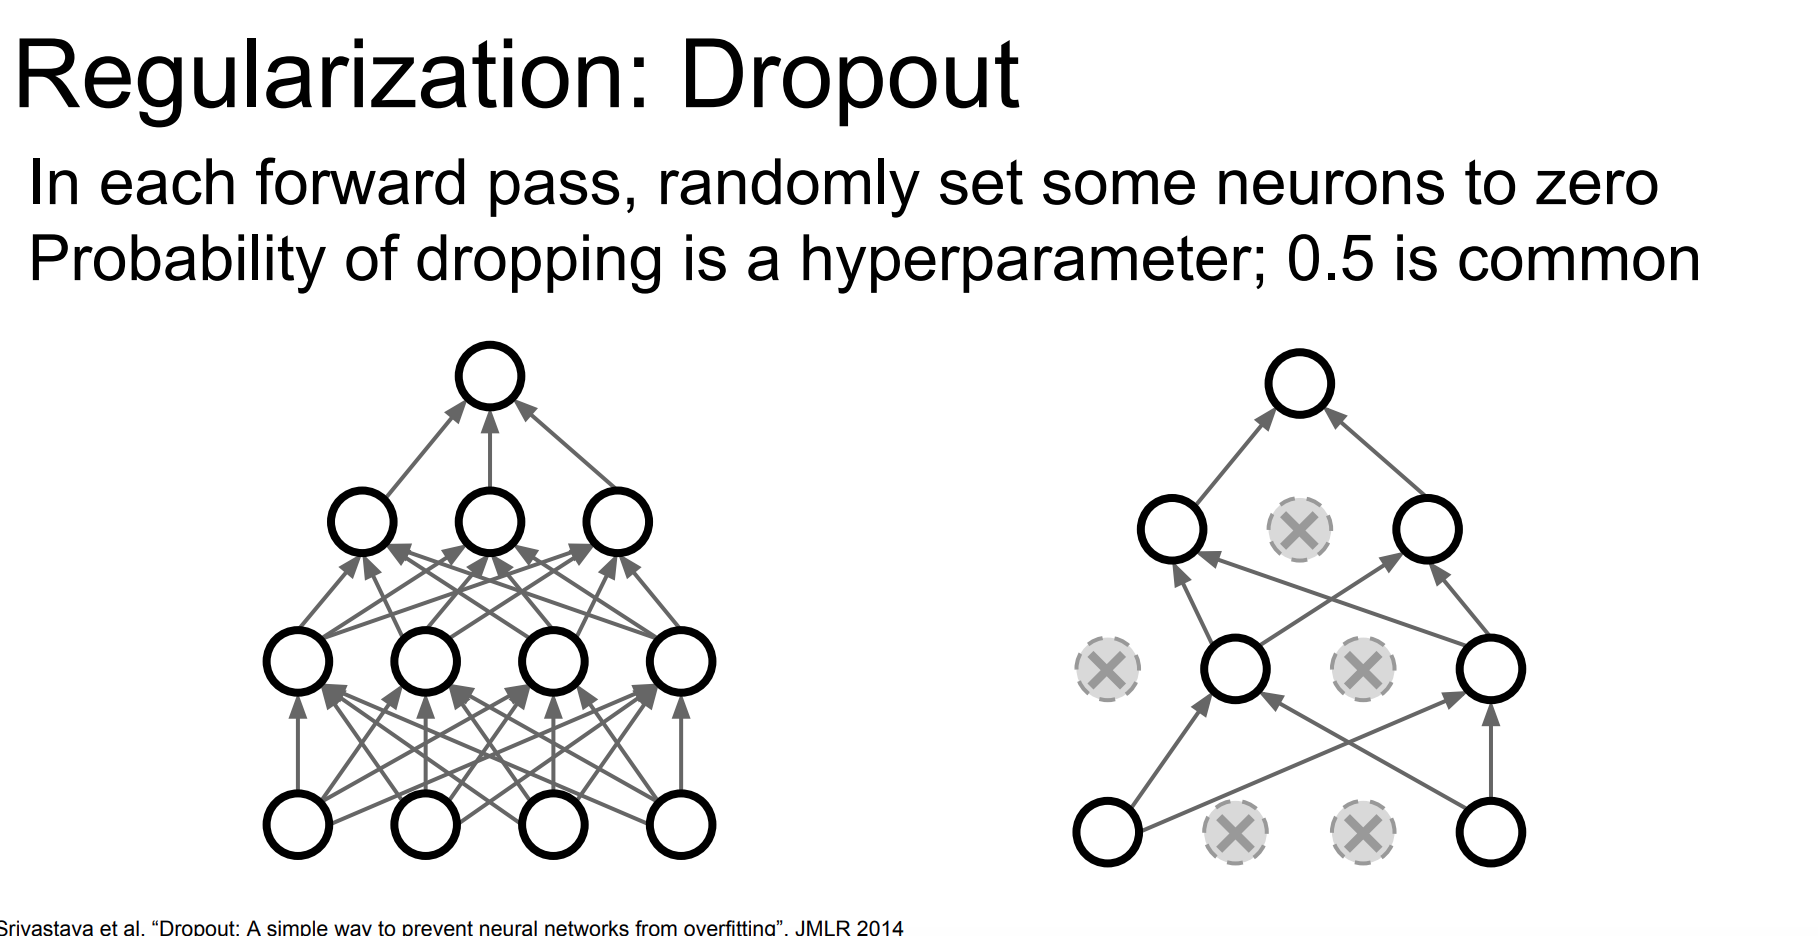 Regularization: Dropout
In each forward pass, randomly set some neurons to zero
Probability of dropping is a hyperparameter; 0.5 is common
Srivastava et al, “Dropout: A simple way to prevent neural networks from overfitting”, JMLR 2014